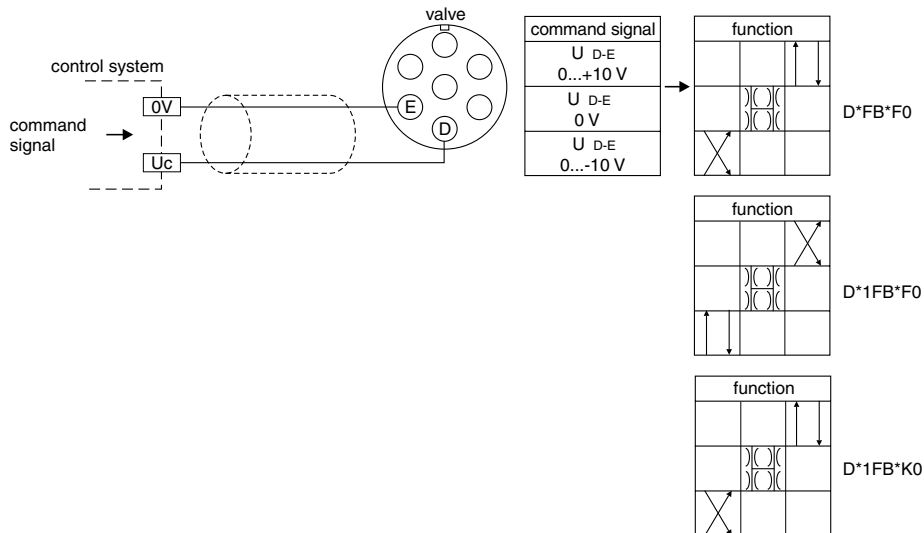 valve
control system
0V
command
signal
Uc
E
D
command signal
U D-E
0...+10 V
U D-E
0 V
U D-E
0...-10 V
function
D*FB*F0
function
D*1FB*F0
function
D*1FB*K0